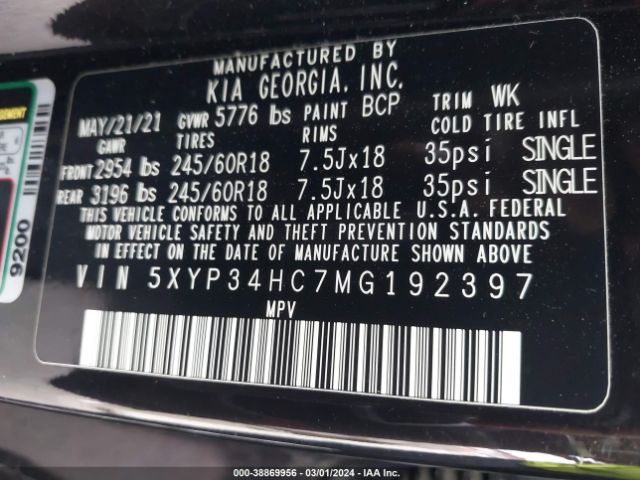 MANUFACTURED BY
KIA GEORGIA, INC.
MAY/21/21 GVWR 5776 lbs PAINT BCP TRIM WK
GAWR TIRES RIMS COLD TIRE INFL
FRONT 2954 lbs 245/60R18 7.5Jx18 35psi SINGLE
REAR 3196 lbs 245/60R18 7.5Jx18 35psi SINGLE
THIS VEHICLE CONFORMS TO ALL APPLICABLE U.S.A. FEDERAL
MOTOR VEHICLE SAFETY AND THEFT PREVENTION STANDARDS
IN EFFECT ON THE DATE OF MANUFACTURE SHOWN ABOVE
VIN 5XYP34HC7MG192397
MPV
9200
000-38869956 | 03/01/2024 | IAA Inc.